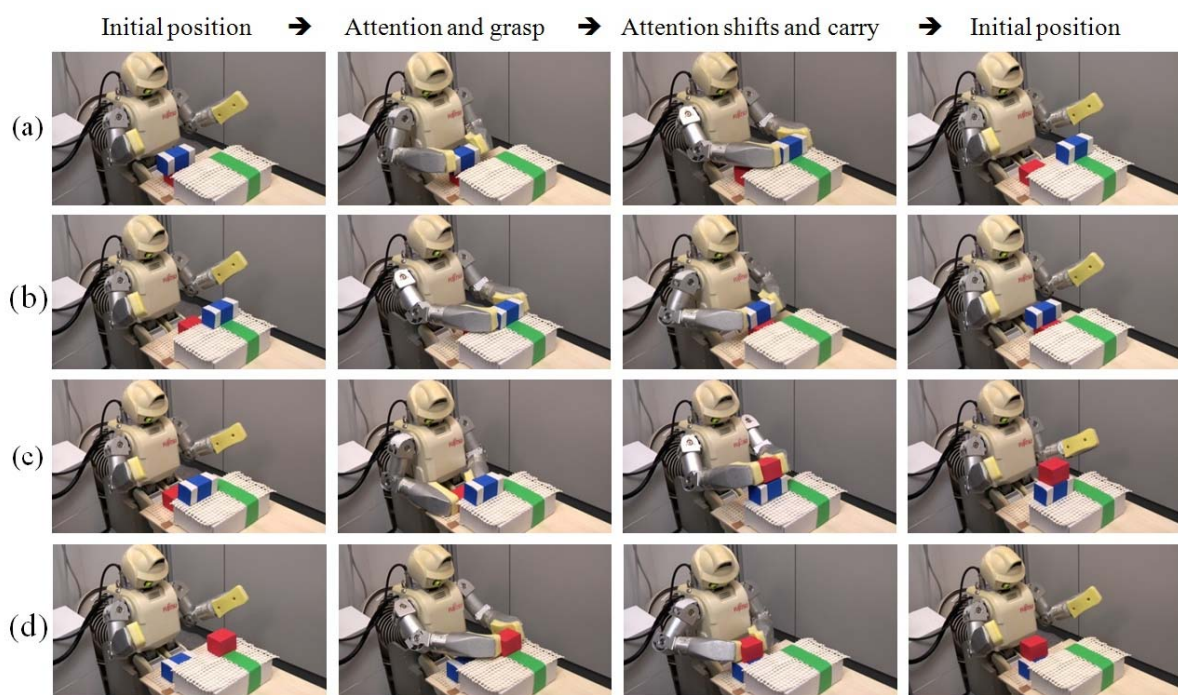 Initial position → Attention and grasp → Attention shifts and carry → Initial position
(a)
(b)
(c)
(d)